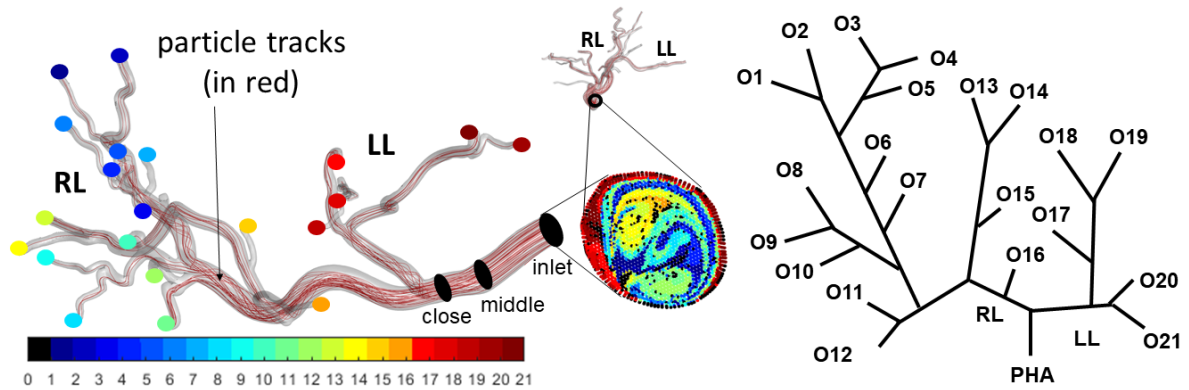 particle tracks
(in red)
RL
LL
inlet
middle
close
0 1 2 3 4 5 6 7 8 9 10 11 12 13 14 15 16 17 18 19 20 21
RL
LL
O1
O2
O3
O4
O5
O6
O7
O8
O9
O10
O11
O12
O13
O14
O15
O16
O17
O18
O19
O20
O21
RL
LL
PHA